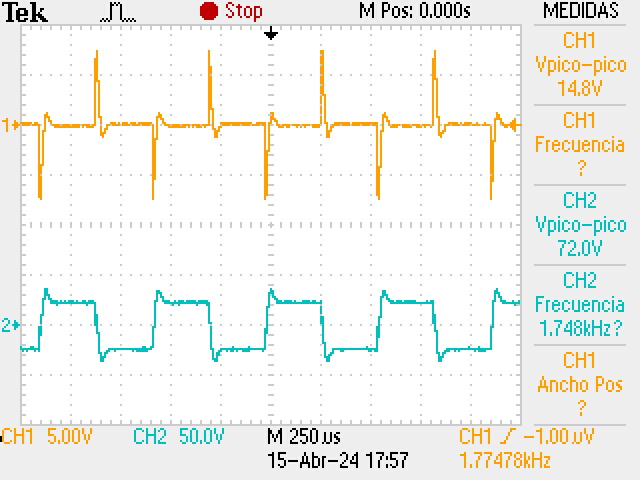 Tek Stop M Pos: 0.000s MEDIDAS
CH1
Vpico-pico
14.8V
CH1
Frecuencia
?
CH2
Vpico-pico
72.0V
CH2
Frecuencia
1.748kHz?
CH1
Ancho Pos
?
1
2
CH1 5.00V CH2 50.0V M 250µs CH1 -1.00µV
15-Abr-24 17:57 1.77478kHz